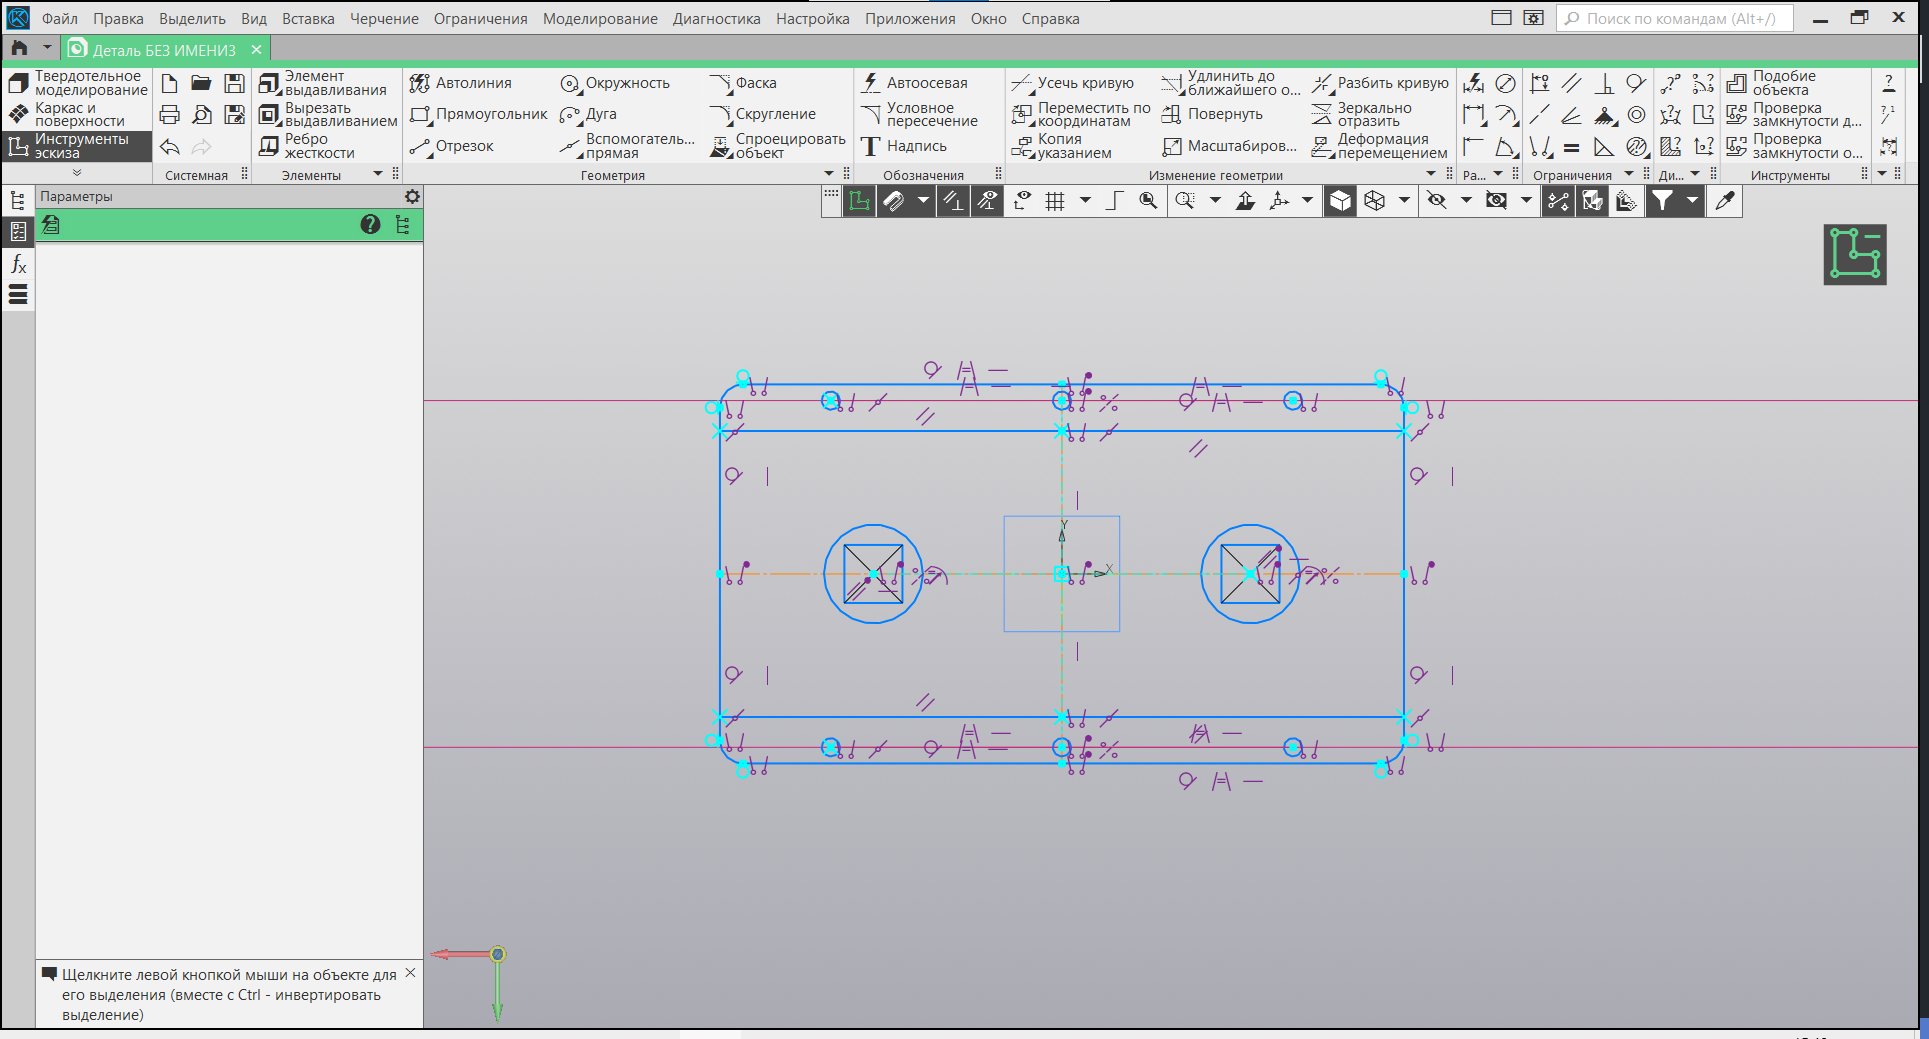 Файл Правка Выделить Вид Вставка Черчение Ограничения Моделирование Диагностика Настройка Приложения Окно Справка Поиск по командам (Alt+/)
Деталь БЕЗ ИМЕНИ3
Твердотельное моделирование
Каркас и поверхности
Инструменты эскиза
Системная
Элемент выдавливания
Вырезать выдавливанием
Ребро жесткости
Элементы
Автолиния Окружность Фаска
Прямоугольник Дуга Скругление
Отрезок Вспомогатель... прямая Спроецировать объект
Геометрия
Автоосевая
Условное пересечение
Надпись
Обозначения
Усечь кривую Удлинить до ближайшего о... Разбить кривую
Переместить по координатам Повернуть Зеркально отразить
Копия указанием Масштабиров... Деформация перемещением
Изменение геометрии
Ра...
Ограничения
Ди...
Подобие объекта
Проверка замкнутости д...
Проверка замкнутости о...
Инструменты
Параметры
fx
Y
X
Щелкните левой кнопкой мыши на объекте для
его выделения (вместе с Ctrl - инвертировать
выделение)